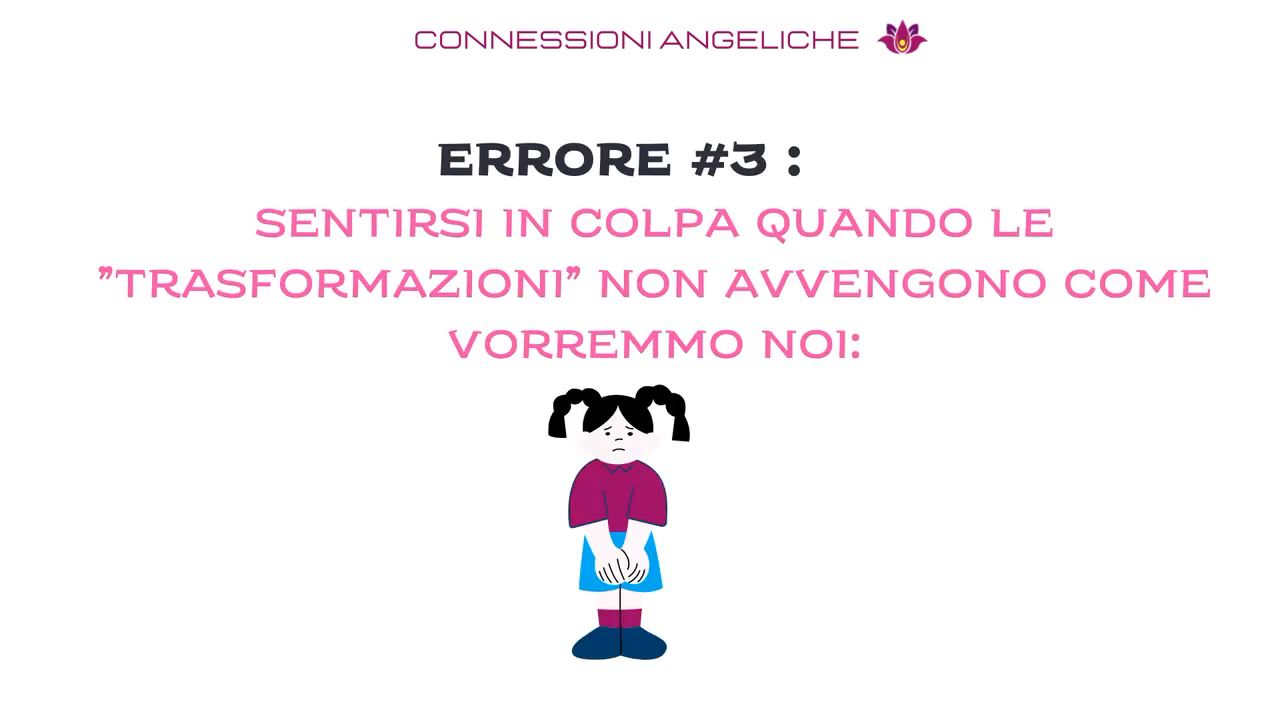 CONNESSIONI ANGELICHE
ERRORE #3 :
SENTIRSI IN COLPA QUANDO LE
"TRASFORMAZIONI" NON AVVENGONO COME
VORREMMO NOI: